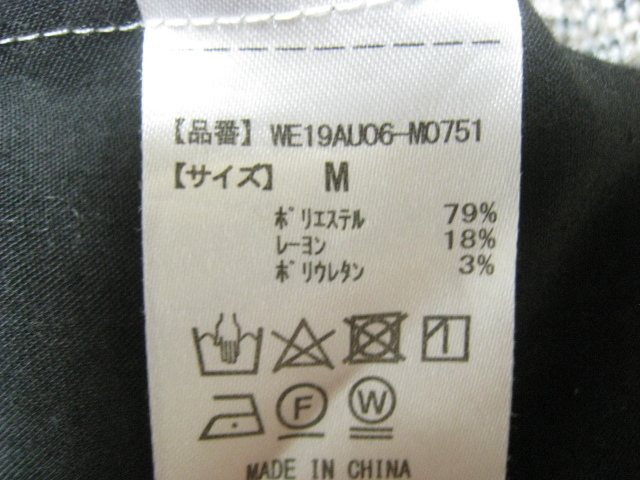 【品番】 WE19AU06-M0751
【サイズ】 M
ﾎﾟﾘｴｽﾃﾙ 79%
ﾚｰﾖﾝ 18%
ﾎﾟﾘｳﾚﾀﾝ 3%
F W
MADE IN CHINA